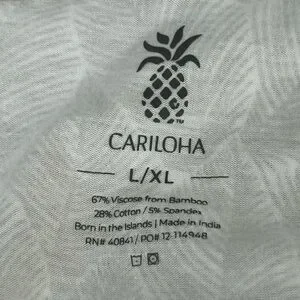 TM
CARILOHA
L/XL
67% Viscose from Bamboo
28% Cotton / 5% Spandex
Born in the Islands | Made in India
RN# 40841 / PO# 12-114948